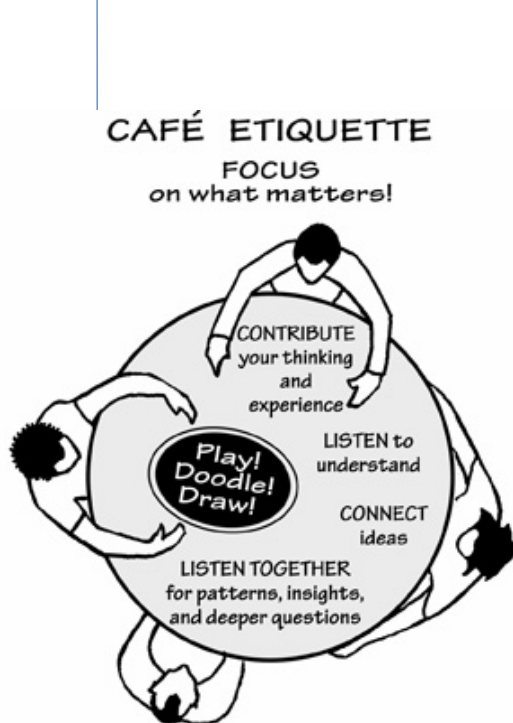 CAFÉ ETIQUETTE
FOCUS
on what matters!
CONTRIBUTE
your thinking
and
experience
LISTEN to
understand
Play!
Doodle!
Draw!
CONNECT
ideas
LISTEN TOGETHER
for patterns, insights,
and deeper questions